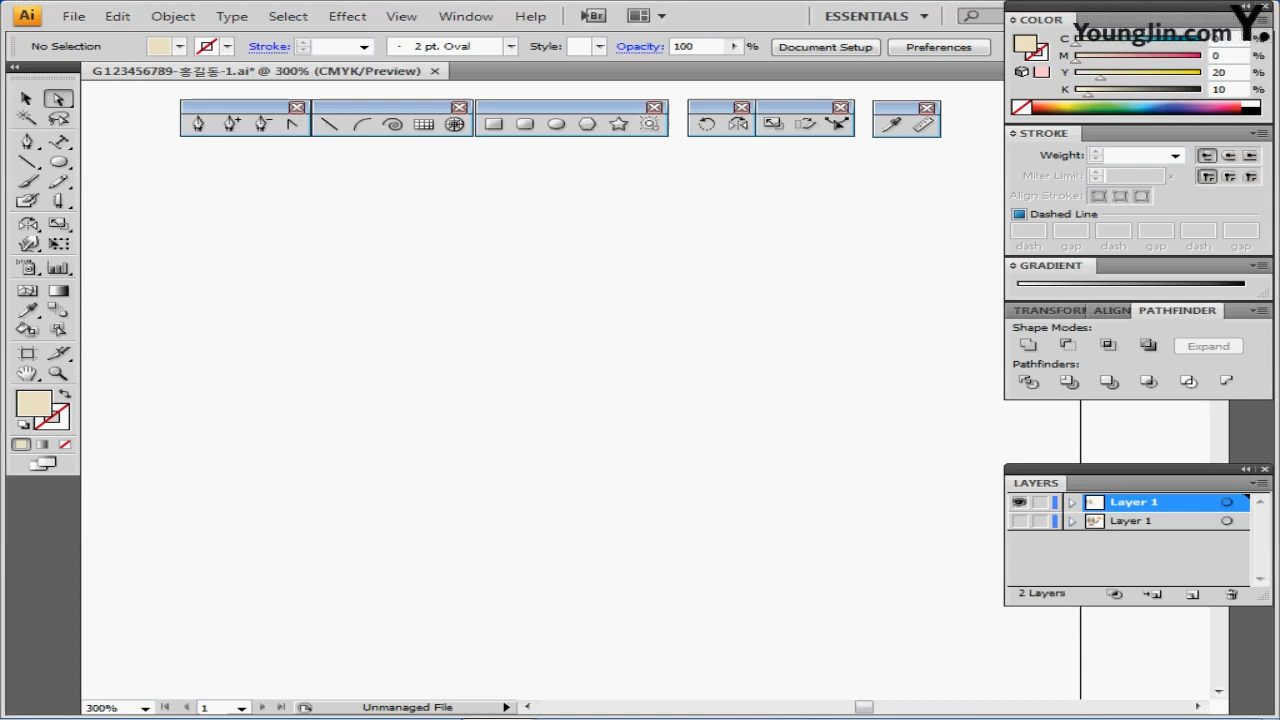 Ai File Edit Object Type Select Effect View Window Help Br ESSENTIALS
Younglin.com Y.
No Selection Stroke: 2 pt. Oval Style: Opacity: 100 % Document Setup Preferences
G123456789-홍길동-1.ai* @ 300% (CMYK/Preview)
COLOR
C %
M 0 %
Y 20 %
K 10 %
STROKE
Weight:
Miter Limit: x
Align Stroke:
Dashed Line
dash gap dash gap dash gap
GRADIENT
TRANSFORM ALIGN PATHFINDER
Shape Modes:
Expand
Pathfinders:
LAYERS
Layer 1
Layer 1
2 Layers
300% 1 Unmanaged File